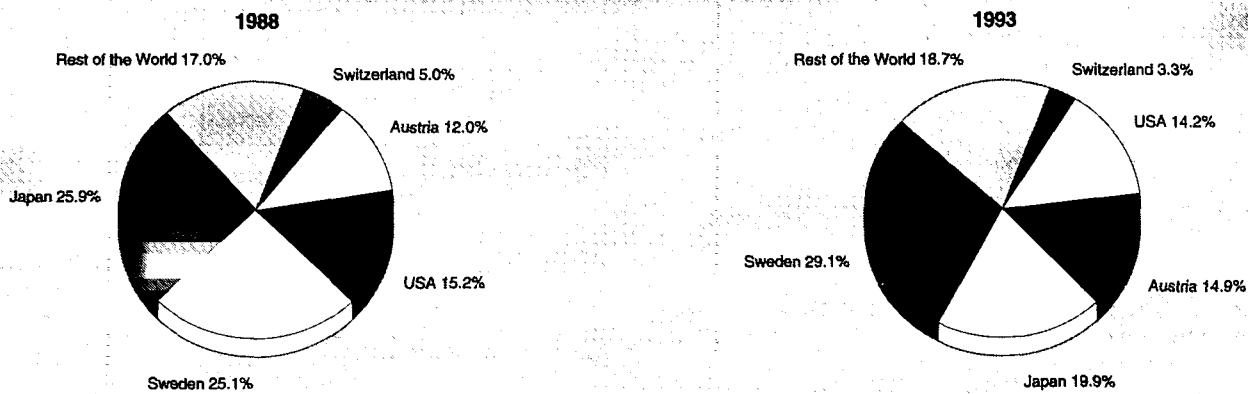 1988
Rest of the World 17.0%
Switzerland 5.0%
Austria 12.0%
Japan 25.9%
USA 15.2%
Sweden 25.1%
1993
Rest of the World 18.7%
Switzerland 3.3%
USA 14.2%
Sweden 29.1%
Austria 14.9%
Japan 19.9%